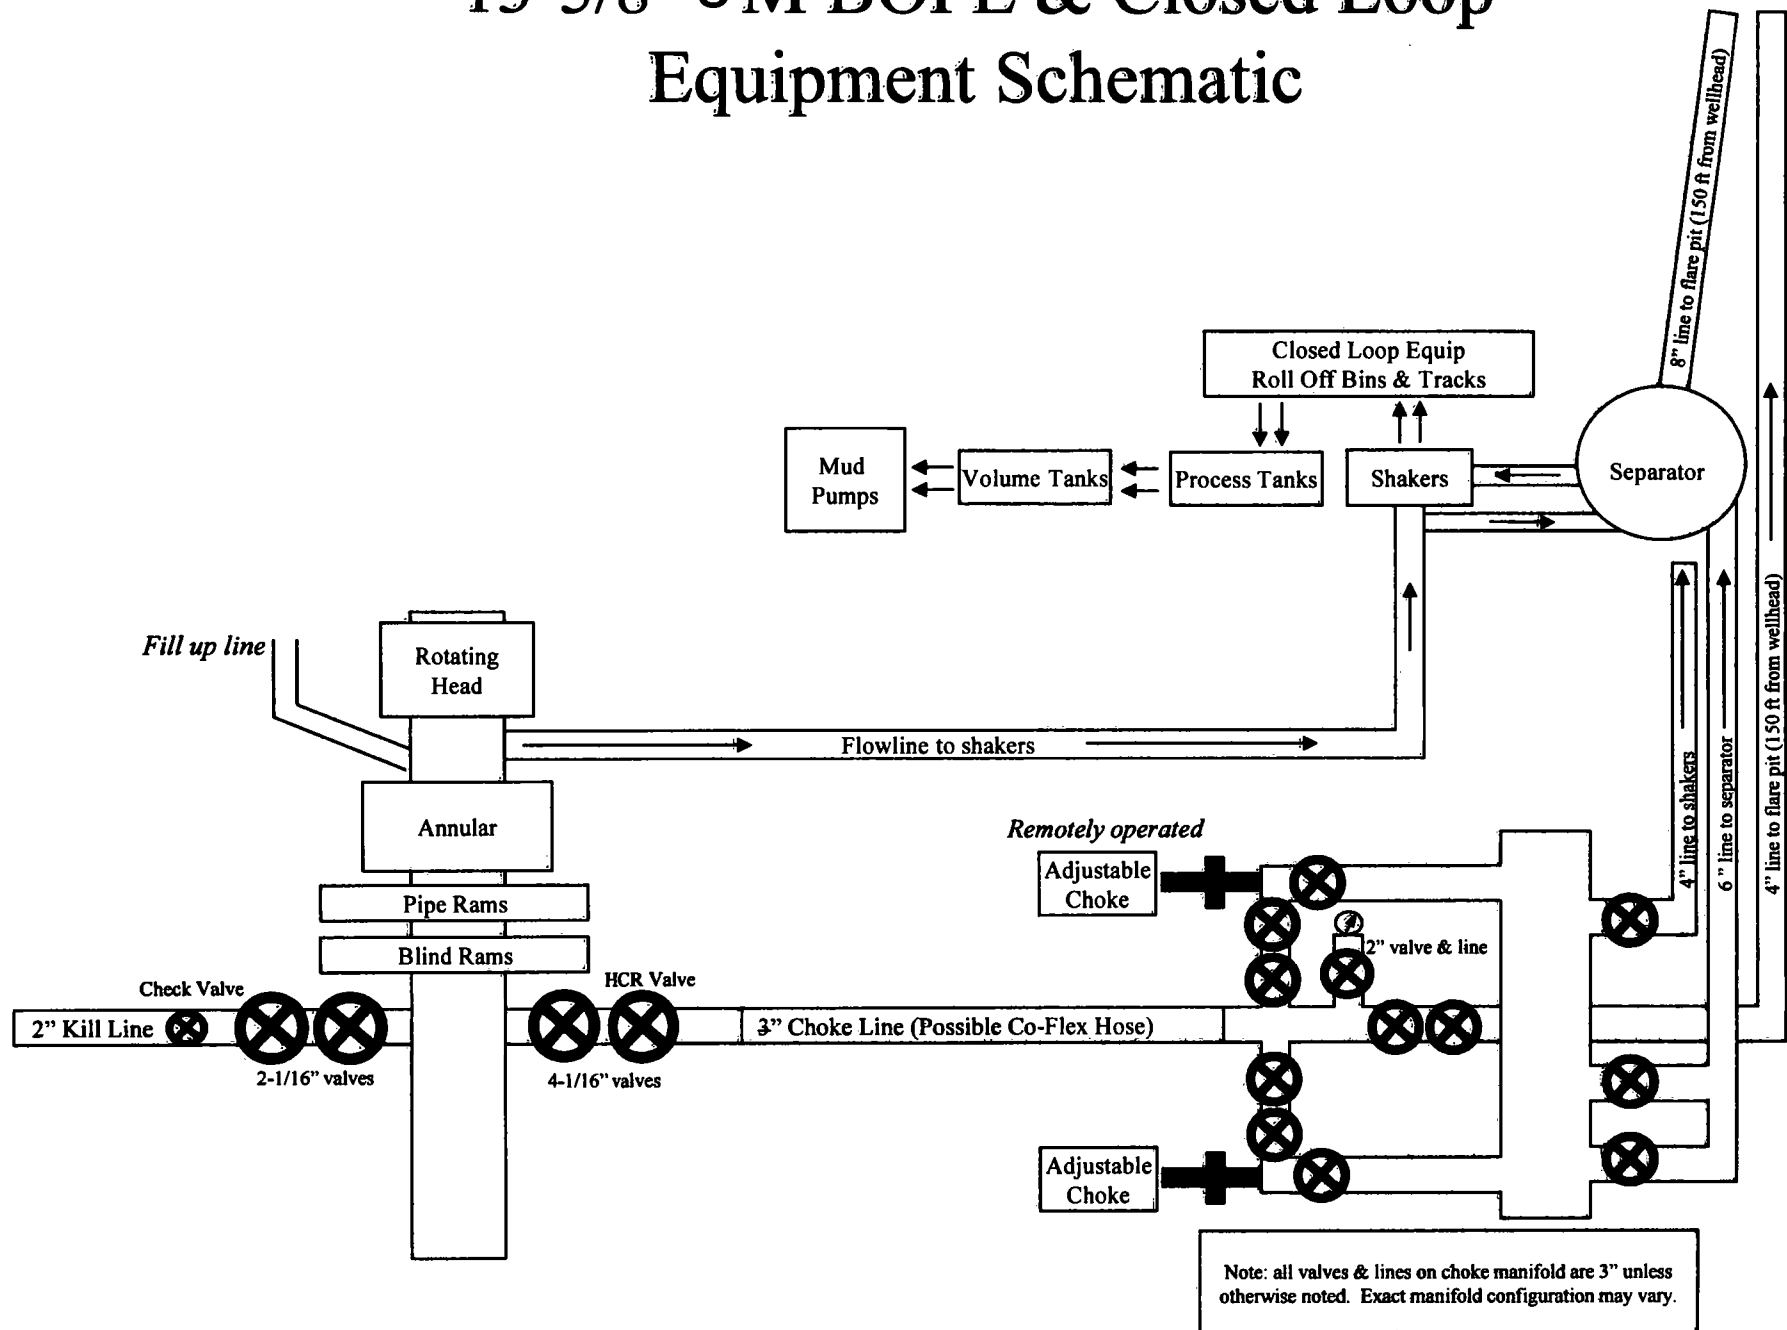 M BOPE & Closed Loop
Equipment Schematic
8” line to flare pit (150 ft from wellhead)
Closed Loop Equip
Roll Off Bins & Tracks
Mud
Pumps
Volume Tanks
Process Tanks
Shakers
Separator
Fill up line
Rotating
Head
Flowline to shakers
Annular
Pipe Rams
Blind Rams
Check Valve
HCR Valve
2” Kill Line
3” Choke Line (Possible Co-Flex Hose)
2-1/16” valves
4-1/16” valves
Remotely operated
Adjustable
Choke
2” valve & line
Adjustable
Choke
4” line to shakers
6 ” line to separator
4” line to flare pit (150 ft from wellhead)
Note: all valves & lines on choke manifold are 3” unless
otherwise noted. Exact manifold configuration may vary.